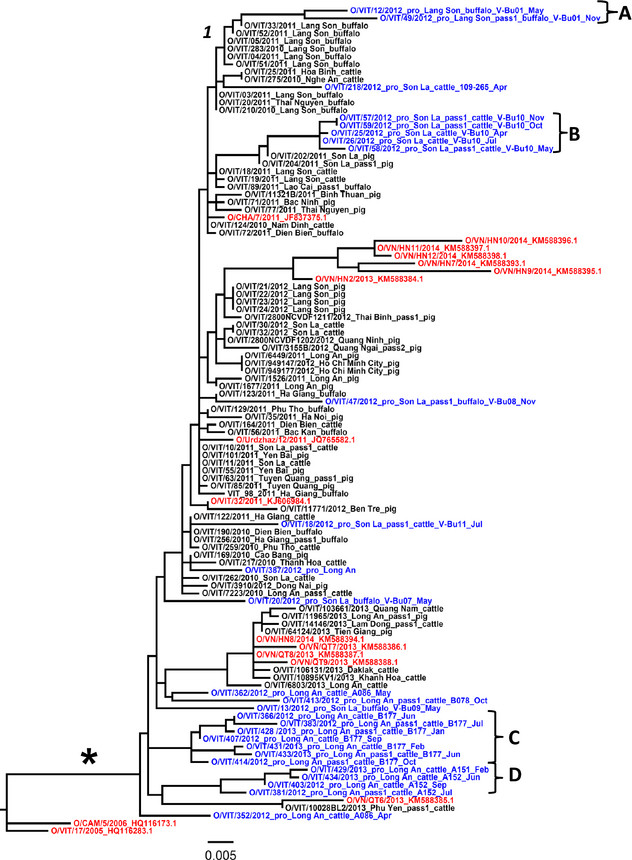 O/VIT/12/2012_pro_Lang Son_buffalo_V-Bu01_May
A
O/VIT/49/2012_pro_Lang Son_pass1_buffalo_V-Bu01_Nov
1
O/VIT/33/2011_Lang Son_buffalo
O/VIT/52/2011_Lang Son_buffalo
O/VIT/05/2011_Lang Son_buffalo
O/VIT/283/2010_Lang Son_buffalo
O/VIT/04/2011_Lang Son_buffalo
O/VIT/51/2011_Lang Son_buffalo
O/VIT/25/2011_Hoa Binh_cattle
O/VIT/275/2010_Nghe An_cattle
O/VIT/218/2012_pro_Son La_cattle_109-265_Apr
O/VIT/03/2011_Lang Son_buffalo
O/VIT/20/2011_Thai Nguyen_buffalo
O/VIT/210/2010_Lang Son_buffalo
O/VIT/57/2012_pro_Son La_pass1_cattle_V-Bu10_Nov
O/VIT/59/2012_pro_Son La_pass1_cattle_V-Bu10_Oct
O/VIT/25/2012_pro_Son La_cattle_V-Bu10_Apr
B
O/VIT/26/2012_pro_Son La_cattle_V-Bu10_Jul
O/VIT/58/2012_pro_Son La_pass1_cattle_V-Bu10_May
O/VIT/202/2011_Son La_pig
O/VIT/204/2011_Son La_pass1_pig
O/VIT/18/2011_Lang Son_cattle
O/VIT/19/2011_Lang Son_cattle
O/VIT/89/2011_Lao Cai_pass1_buffalo
O/VIT/11321B/2011_Binh Thuan_pig
O/VIT/71/2011_Bac Ninh_pig
O/VIT/77/2011_Thai Nguyen_pig
O/CHA/7/2011_JF837375.1
O/VIT/124/2010_Nam Dinh_cattle
O/VIT/72/2011_Dien Bien_buffalo
O/VN/HN10/2014_KM588396.1
O/VN/HN11/2014_KM588397.1
O/VN/HN12/2014_KM588398.1
O/VN/HN7/2014_KM588393.1
O/VN/HN9/2014_KM588395.1
O/VN/HN2/2013_KM588384.1
O/VIT/21/2012_Lang Son_pig
O/VIT/22/2012_Lang Son_pig
O/VIT/23/2012_Lang Son_pig
O/VIT/24/2012_Lang Son_pig
O/VIT/2800NCVDF1211/2012_Thai Binh_pass1_pig
O/VIT/30/2012_Son La_cattle
O/VIT/32/2012_Son La_cattle
O/VIT/2800NCVDF1202/2012_Quang Ninh_pig
O/VIT/3155B/2012_Quang Ngai_pass2_pig
O/VIT/6449/2011_Long An_pig
O/VIT/949147/2012_Ho Chi Minh City_pig
O/VIT/949177/2012_Ho Chi Minh City_pig
O/VIT/1526/2011_Long An_pig
O/VIT/1677/2011_Long An_pig
O/VIT/123/2011_Ha Giang_buffalo
O/VIT/47/2012_pro_Son La_pass1_buffalo_V-Bu08_Nov
O/VIT/129/2011_Phu Tho_buffalo
O/VIT/35/2011_Ha Noi_pig
O/VIT/164/2011_Dien Bien_cattle
O/VIT/56/2011_Bac Kan_buffalo
O/Urdzhaz/12/2011_JQ765582.1
O/VIT/10/2011_Son La_pass1_cattle
O/VIT/101/2011_Yen Bai_pig
O/VIT/11/2011_Son La_cattle
O/VIT/55/2011_Yen Bai_pig
O/VIT/63/2011_Tuyen Quang_pass1_pig
O/VIT/85/2011_Tuyen Quang_pig
VIT_98_2011_Ha Giang_buffalo
O/VIT/32/2011_KJ606984.1
O/VIT/11771/2012_Ben Tre_pig
O/VIT/122/2011_Ha Giang_cattle
O/VIT/18/2012_pro_Son La_pass1_cattle_V-Bu11_Jul
O/VIT/190/2010_Dien Bien_buffalo
O/VIT/256/2010_Ha Giang_pass1_buffalo
O/VIT/259/2010_Phu Tho_cattle
O/VIT/169/2010_Cao Bang_pig
O/VIT/217/2010_Thanh Hoa_cattle
O/VIT/387/2012_pro_Long An
O/VIT/262/2010_Son La_cattle
O/VIT/3910/2012_Dong Nai_pig
O/VIT/7223/2010_Long An_pass1_cattle
O/VIT/20/2012_pro_Son La_buffalo_V-Bu07_May
O/VIT/103661/2013_Quang Nam_cattle
O/VIT/11965/2013_Long An_pass1_cattle
O/VIT/14146/2013_Lam Dong_pass1_cattle
O/VIT/64124/2013_Tien Giang_pig
O/VN/HN8/2014_KM588394.1
O/VN/QT7/2013_KM588386.1
O/VN/QT8/2013_KM588387.1
O/VN/QT9/2013_KM588388.1
O/VIT/106131/2013_Daklak_cattle
O/VIT/10895KV1/2013_Khanh Hoa_cattle
O/VIT/6803/2013_Long An_cattle
O/VIT/362/2012_pro_Long An_cattle_A086_May
O/VIT/413/2012_pro_Long An_pass1_cattle_B078_Oct
O/VIT/13/2012_pro_Son La_buffalo_V-Bu09_May
O/VIT/366/2012_pro_Long An_cattle_B177_Jun
O/VIT/383/2012_pro_Long An_pass1_cattle_B177_Jul
O/VIT/428 /2013_pro_Long An_pass1_cattle_B177_Jan
C
O/VIT/407/2012_pro_Long An_cattle_B177_Sep
O/VIT/431/2013_pro_Long An_cattle_B177_Feb
O/VIT/433/2013_pro_Long An_pass1_cattle_B177_Jun
*
O/VIT/414/2012_pro_Long An_pass1_cattle_B177_Oct
O/VIT/429/2013_pro_Long An_cattle_A151_Feb
O/VIT/434/2013_pro_Long An_pass1_cattle_A152_Jun
D
O/VIT/403/2012_pro_Long An_cattle_A152_Sep
O/VIT/381/2012_pro_Long An_pass1_cattle_A152_Jul
O/VN/QT6/2013_KM588385.1
O/VIT/10028BL2/2013_Phu Yen_pass1_cattle
O/VIT/352/2012_pro_Long An_cattle_A086_Apr
O/CAM/5/2006_HQ116173.1
O/VIT/17/2005_HQ116283.1
0.005